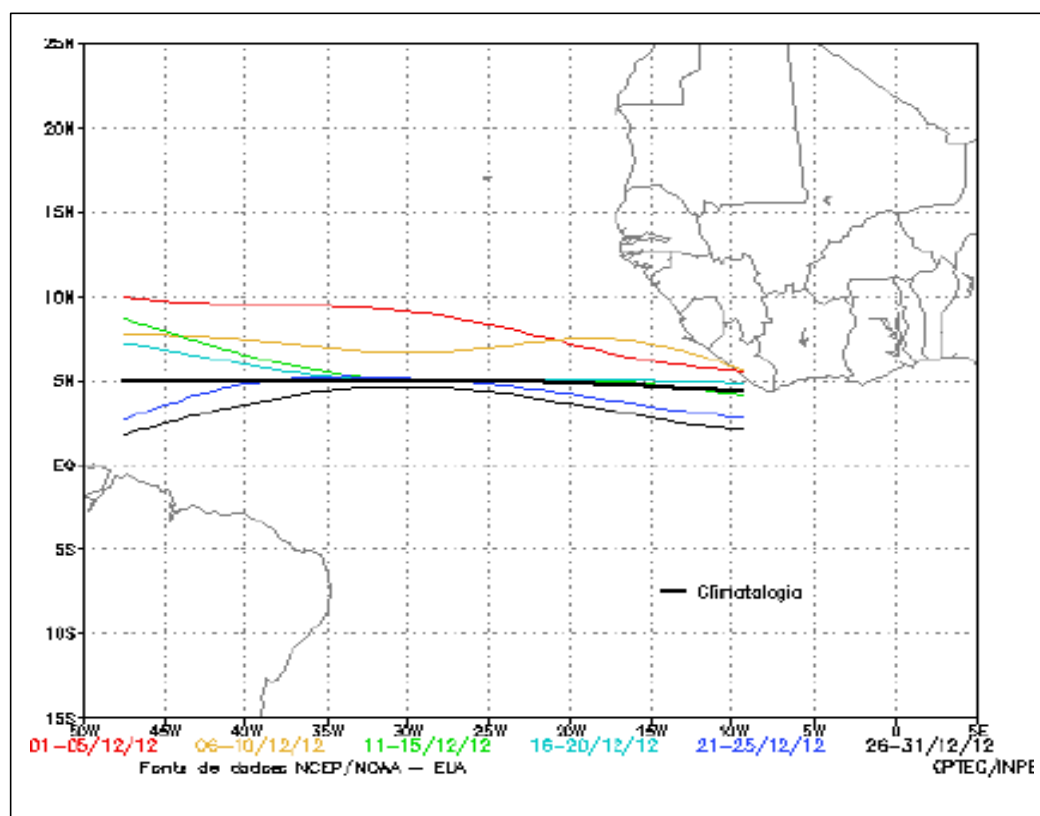 25N
20N
15N
10N
5N
EQ
5S
10S
15S
Climatalogia
50W 45W 40W 35W 30W 25W 20W 15W 10W 5W 0 5E
01-05/12/12 06-10/12/12 11-15/12/12 16-20/12/12 21-25/12/12 26-31/12/12
Fonte de dados NCEP/NOAA - EUA CPTEC/INPE